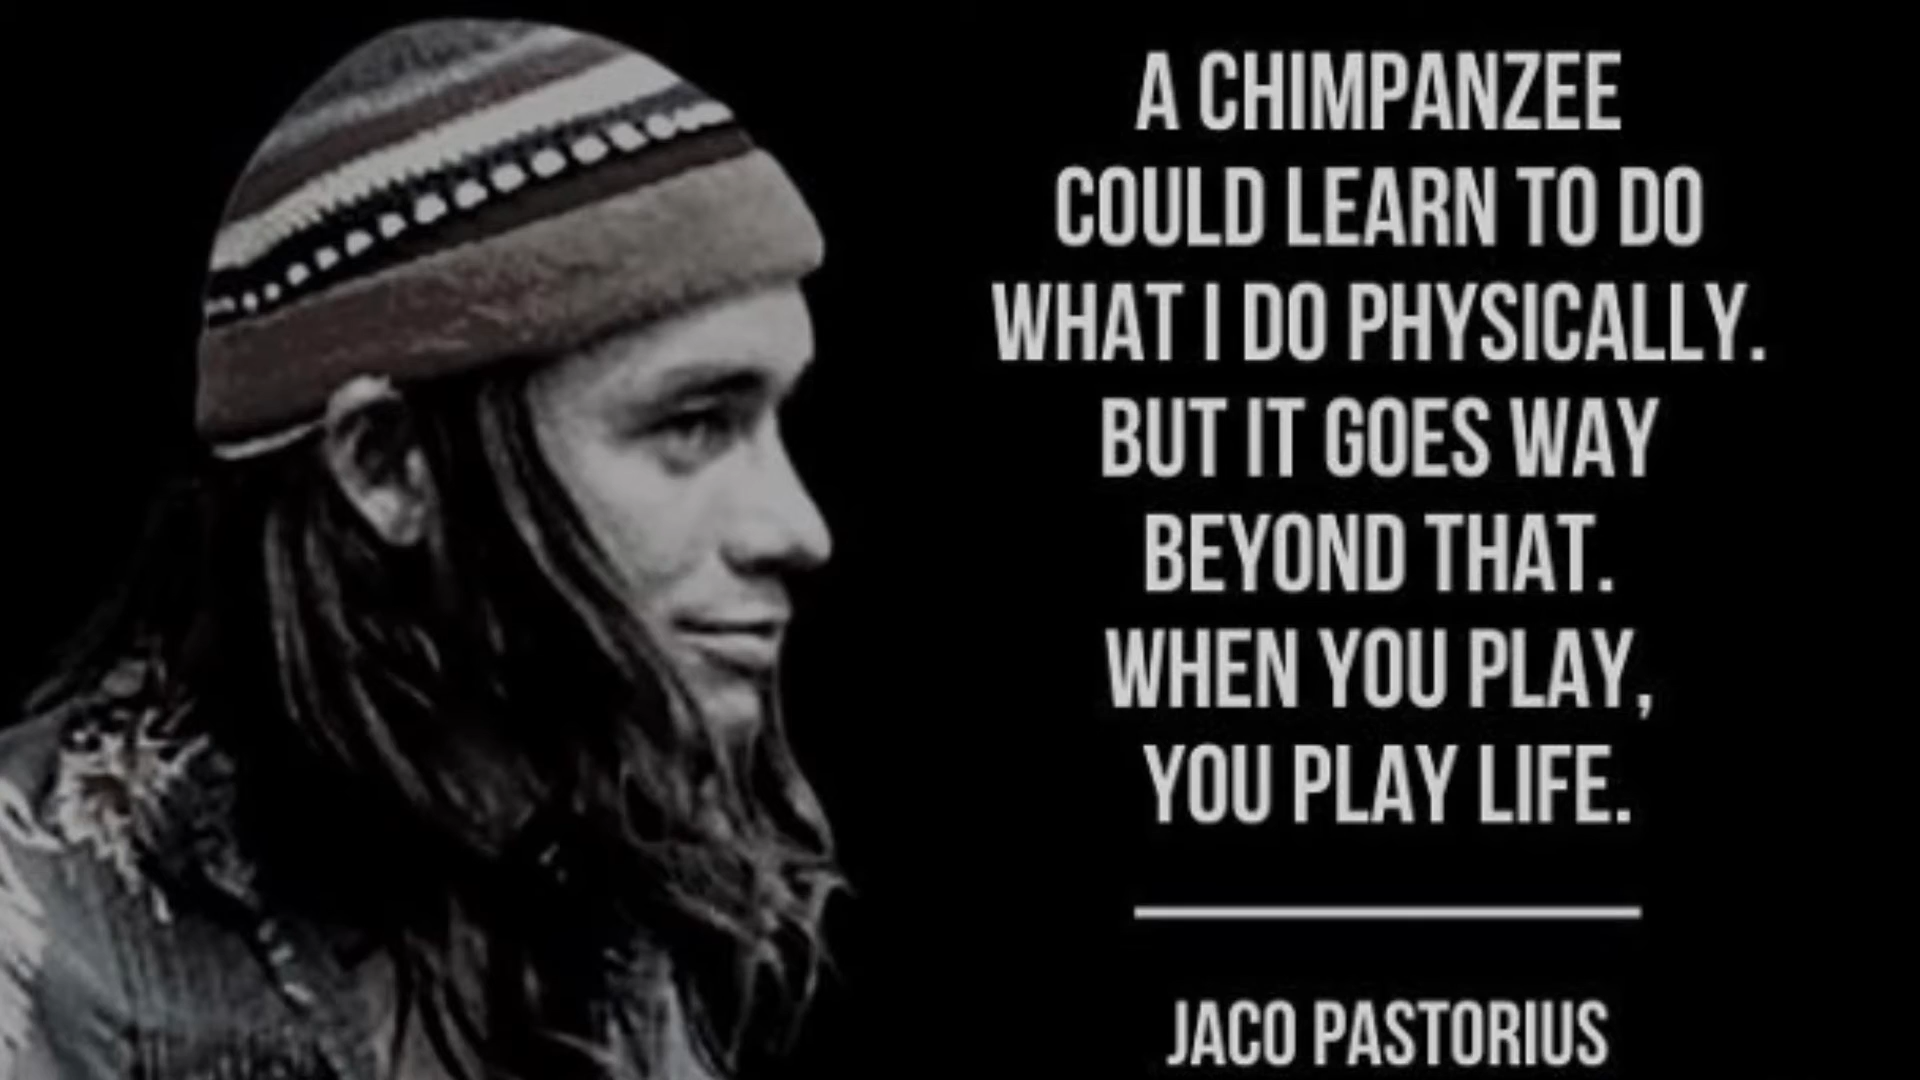 A CHIMPANZEE
COULD LEARN TO DO
WHAT I DO PHYSICALLY.
BUT IT GOES WAY
BEYOND THAT.
WHEN YOU PLAY,
YOU PLAY LIFE.
JACO PASTORIUS